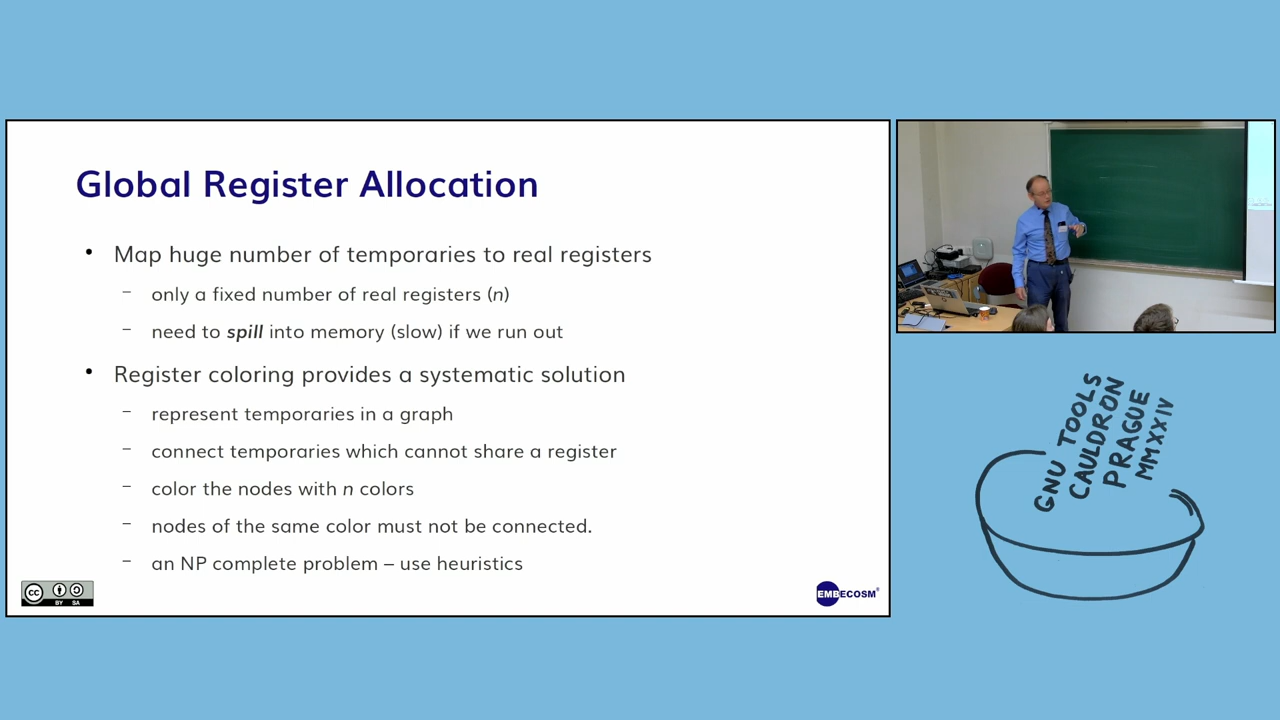 Global Register Allocation
• Map huge number of temporaries to real registers
– only a fixed number of real registers (n)
– need to spill into memory (slow) if we run out
• Register coloring provides a systematic solution
– represent temporaries in a graph
– connect temporaries which cannot share a register
– color the nodes with n colors
– nodes of the same color must not be connected.
– an NP complete problem – use heuristics
CC
BY SA
EMBECOSM®
GNU TOOLS
CAULDRON
PRAGUE
MMXXIV